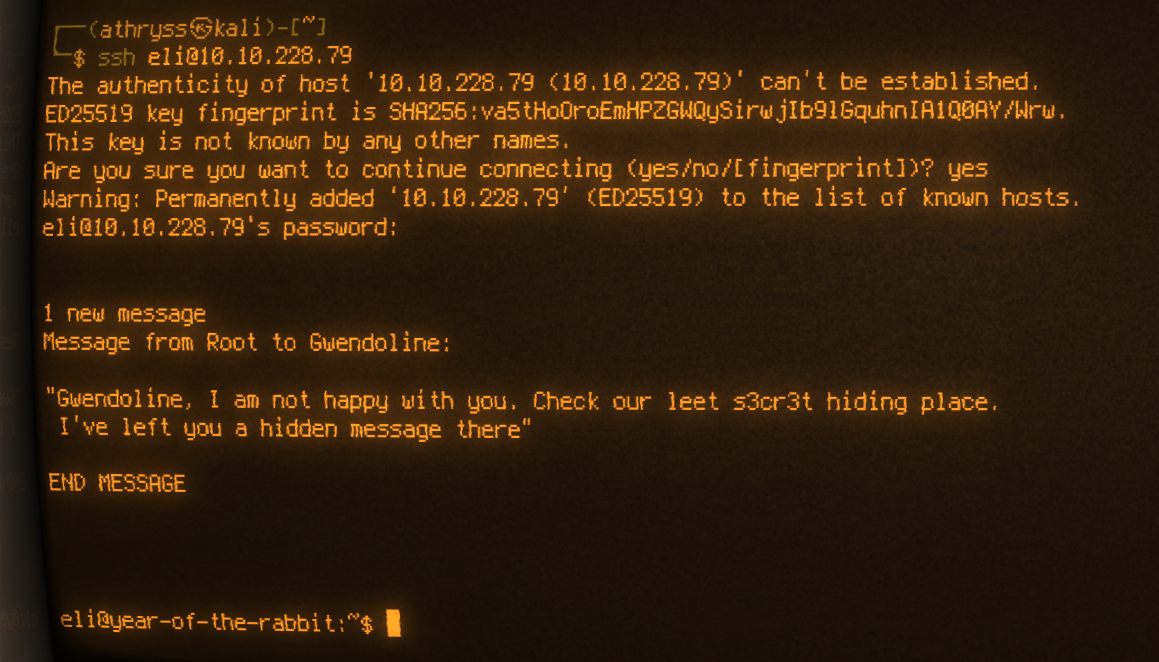 ┌──(athryss㉿kali)-[~]
└─$ ssh eli@10.10.228.79
The authenticity of host '10.10.228.79 (10.10.228.79)' can't be established.
ED25519 key fingerprint is SHA256:va5tHoOroEmHPZGWQySirwjIb9lGquhnIA1Q0AY/Wrw.
This key is not known by any other names.
Are you sure you want to continue connecting (yes/no/[fingerprint])? yes
Warning: Permanently added '10.10.228.79' (ED25519) to the list of known hosts.
eli@10.10.228.79's password:
1 new message
Message from Root to Gwendoline:
"Gwendoline, I am not happy with you. Check our leet s3cr3t hiding place.
I've left you a hidden message there"
END MESSAGE
eli@year-of-the-rabbit:~$